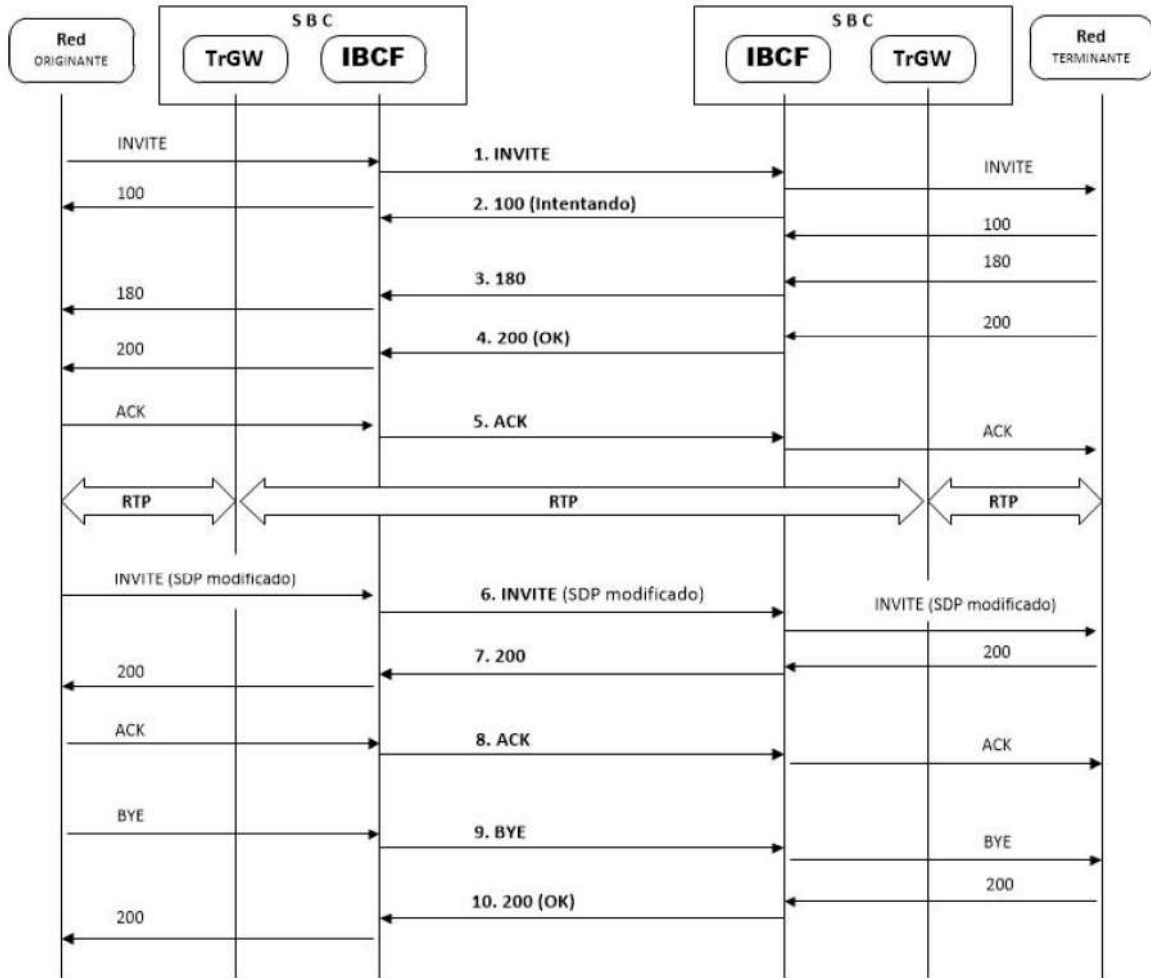 S B C
S B C
Red
ORIGINANTE
TrGW
IBCF
IBCF
TrGW
Red
TERMINANTE
INVITE
1. INVITE
INVITE
100
2. 100 (Intentando)
100
180
3. 180
180
200
4. 200 (OK)
200
ACK
5. ACK
ACK
RTP
RTP
RTP
INVITE (SDP modificado)
6. INVITE (SDP modificado)
INVITE (SDP modificado)
7. 200
200
200
ACK
8. ACK
ACK
BYE
9. BYE
BYE
200
10. 200 (OK)
200